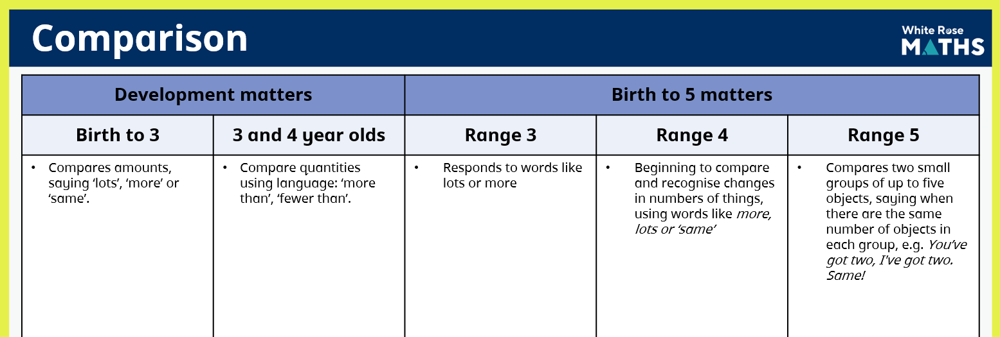 Comparison
White Rose
MATHS
Development matters
Birth to 5 matters
Birth to 3
3 and 4 year olds
Range 3
Range 4
Range 5
• Compares amounts,
saying ‘lots’, ‘more’ or
‘same’.
• Compare quantities
using language: ‘more
than’, ‘fewer than’.
• Responds to words like
lots or more
• Beginning to compare
and recognise changes
in numbers of things,
using words like more,
lots or ‘same’
• Compares two small
groups of up to five
objects, saying when
there are the same
number of objects in
each group, e.g. You’ve
got two, I’ve got two.
Same!